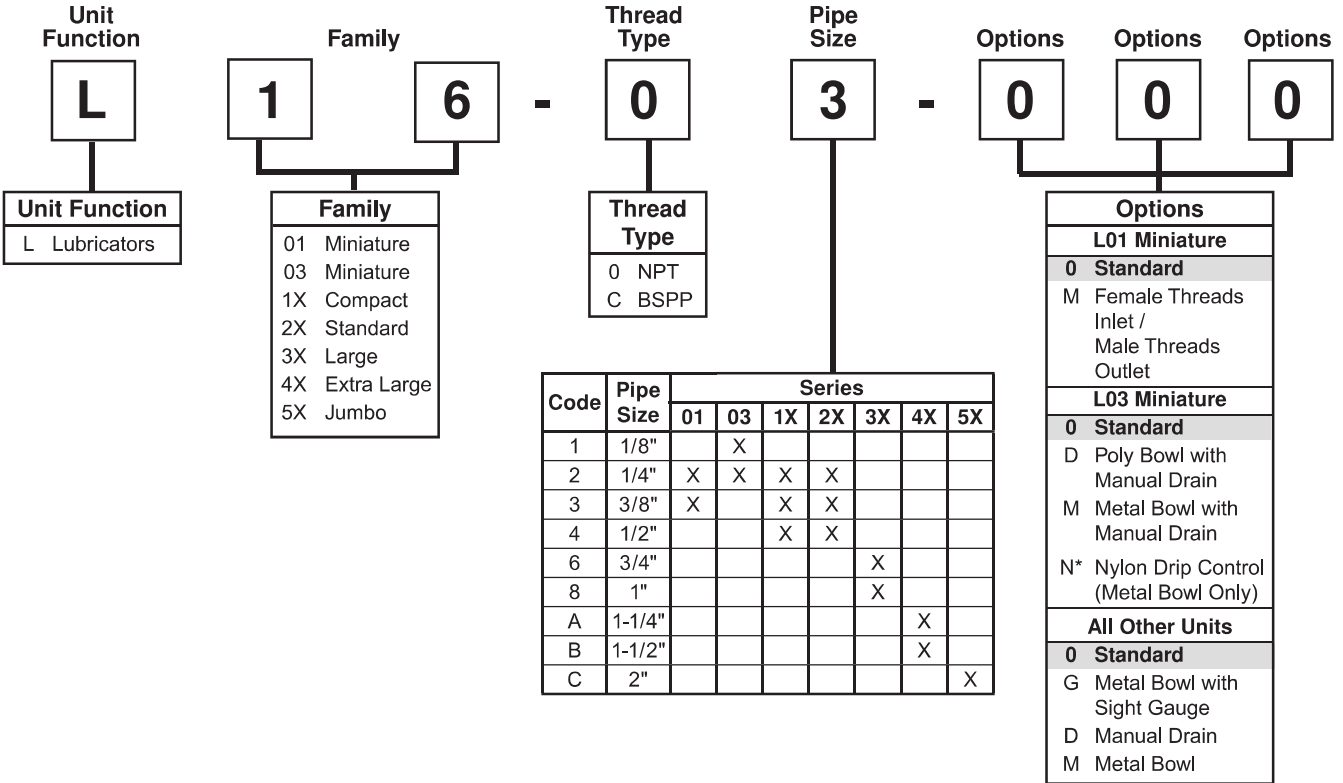 Unit
Function
Family
Thread
Type
Pipe
Size
Options
Options
Options
L
1
6
-
0
3
-
0
0
0
Unit Function
L Lubricators
Family
01 Miniature
03 Miniature
1X Compact
2X Standard
3X Large
4X Extra Large
5X Jumbo
Thread
Type
0 NPT
C BSPP
Code Pipe Size Series
01 03 1X 2X 3X 4X 5X
1 1/8" X
2 1/4" X X X X
3 3/8" X X X
4 1/2" X X
6 3/4" X
8 1" X
A 1-1/4" X
B 1-1/2" X
C 2" X
Options
L01 Miniature
0 Standard
M Female Threads
Inlet /
Male Threads
Outlet
L03 Miniature
0 Standard
D Poly Bowl with
Manual Drain
M Metal Bowl with
Manual Drain
N* Nylon Drip Control
(Metal Bowl Only)
All Other Units
0 Standard
G Metal Bowl with
Sight Gauge
D Manual Drain
M Metal Bowl